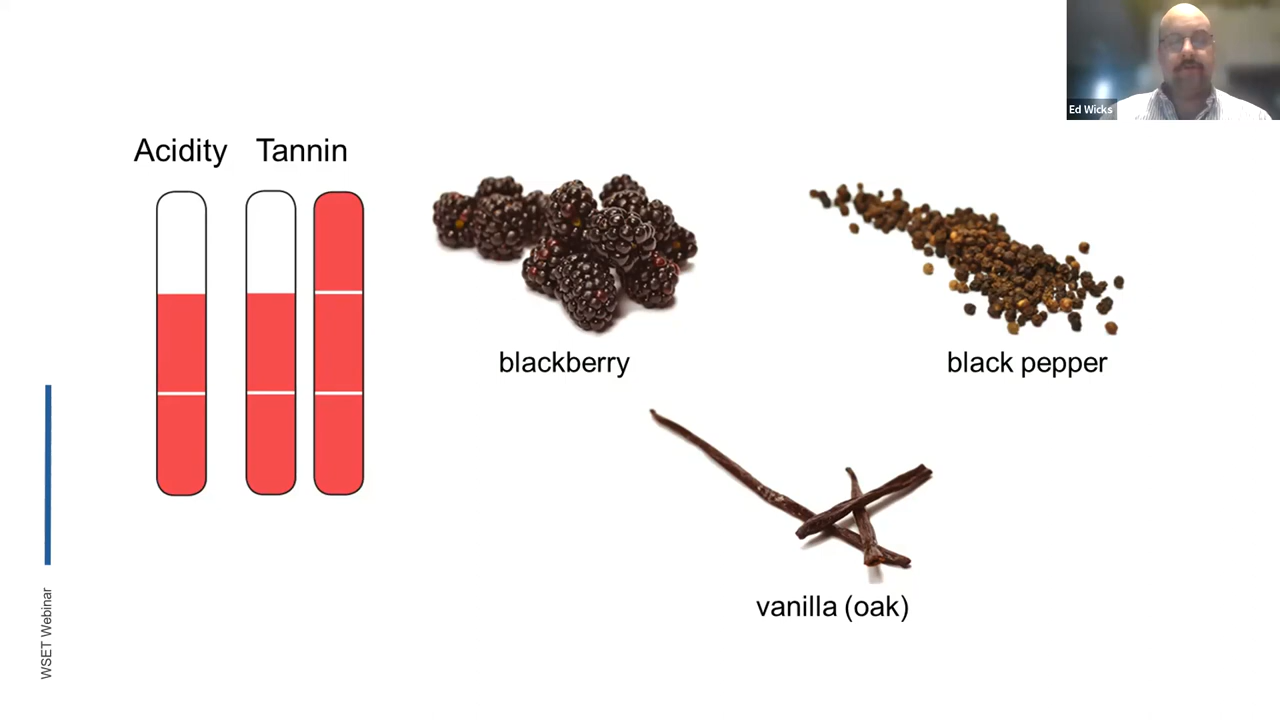 Ed Wicks
Acidity Tannin
blackberry
black pepper
vanilla (oak)
WSET Webinar